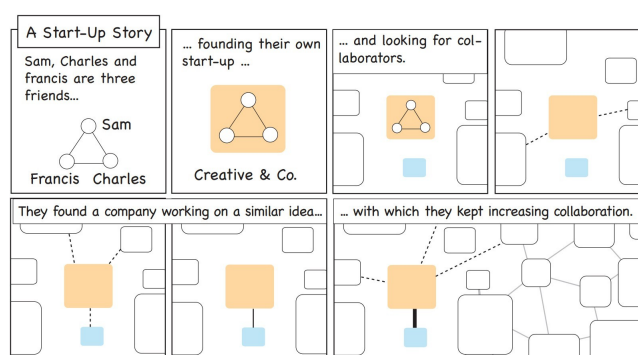 A Start-Up Story
Sam, Charles and
francis are three
friends...
Sam
Francis Charles
... founding their own
start-up ...
Creative & Co.
... and looking for col-
laborators.
They found a company working on a similar idea...
... with which they kept increasing collaboration.